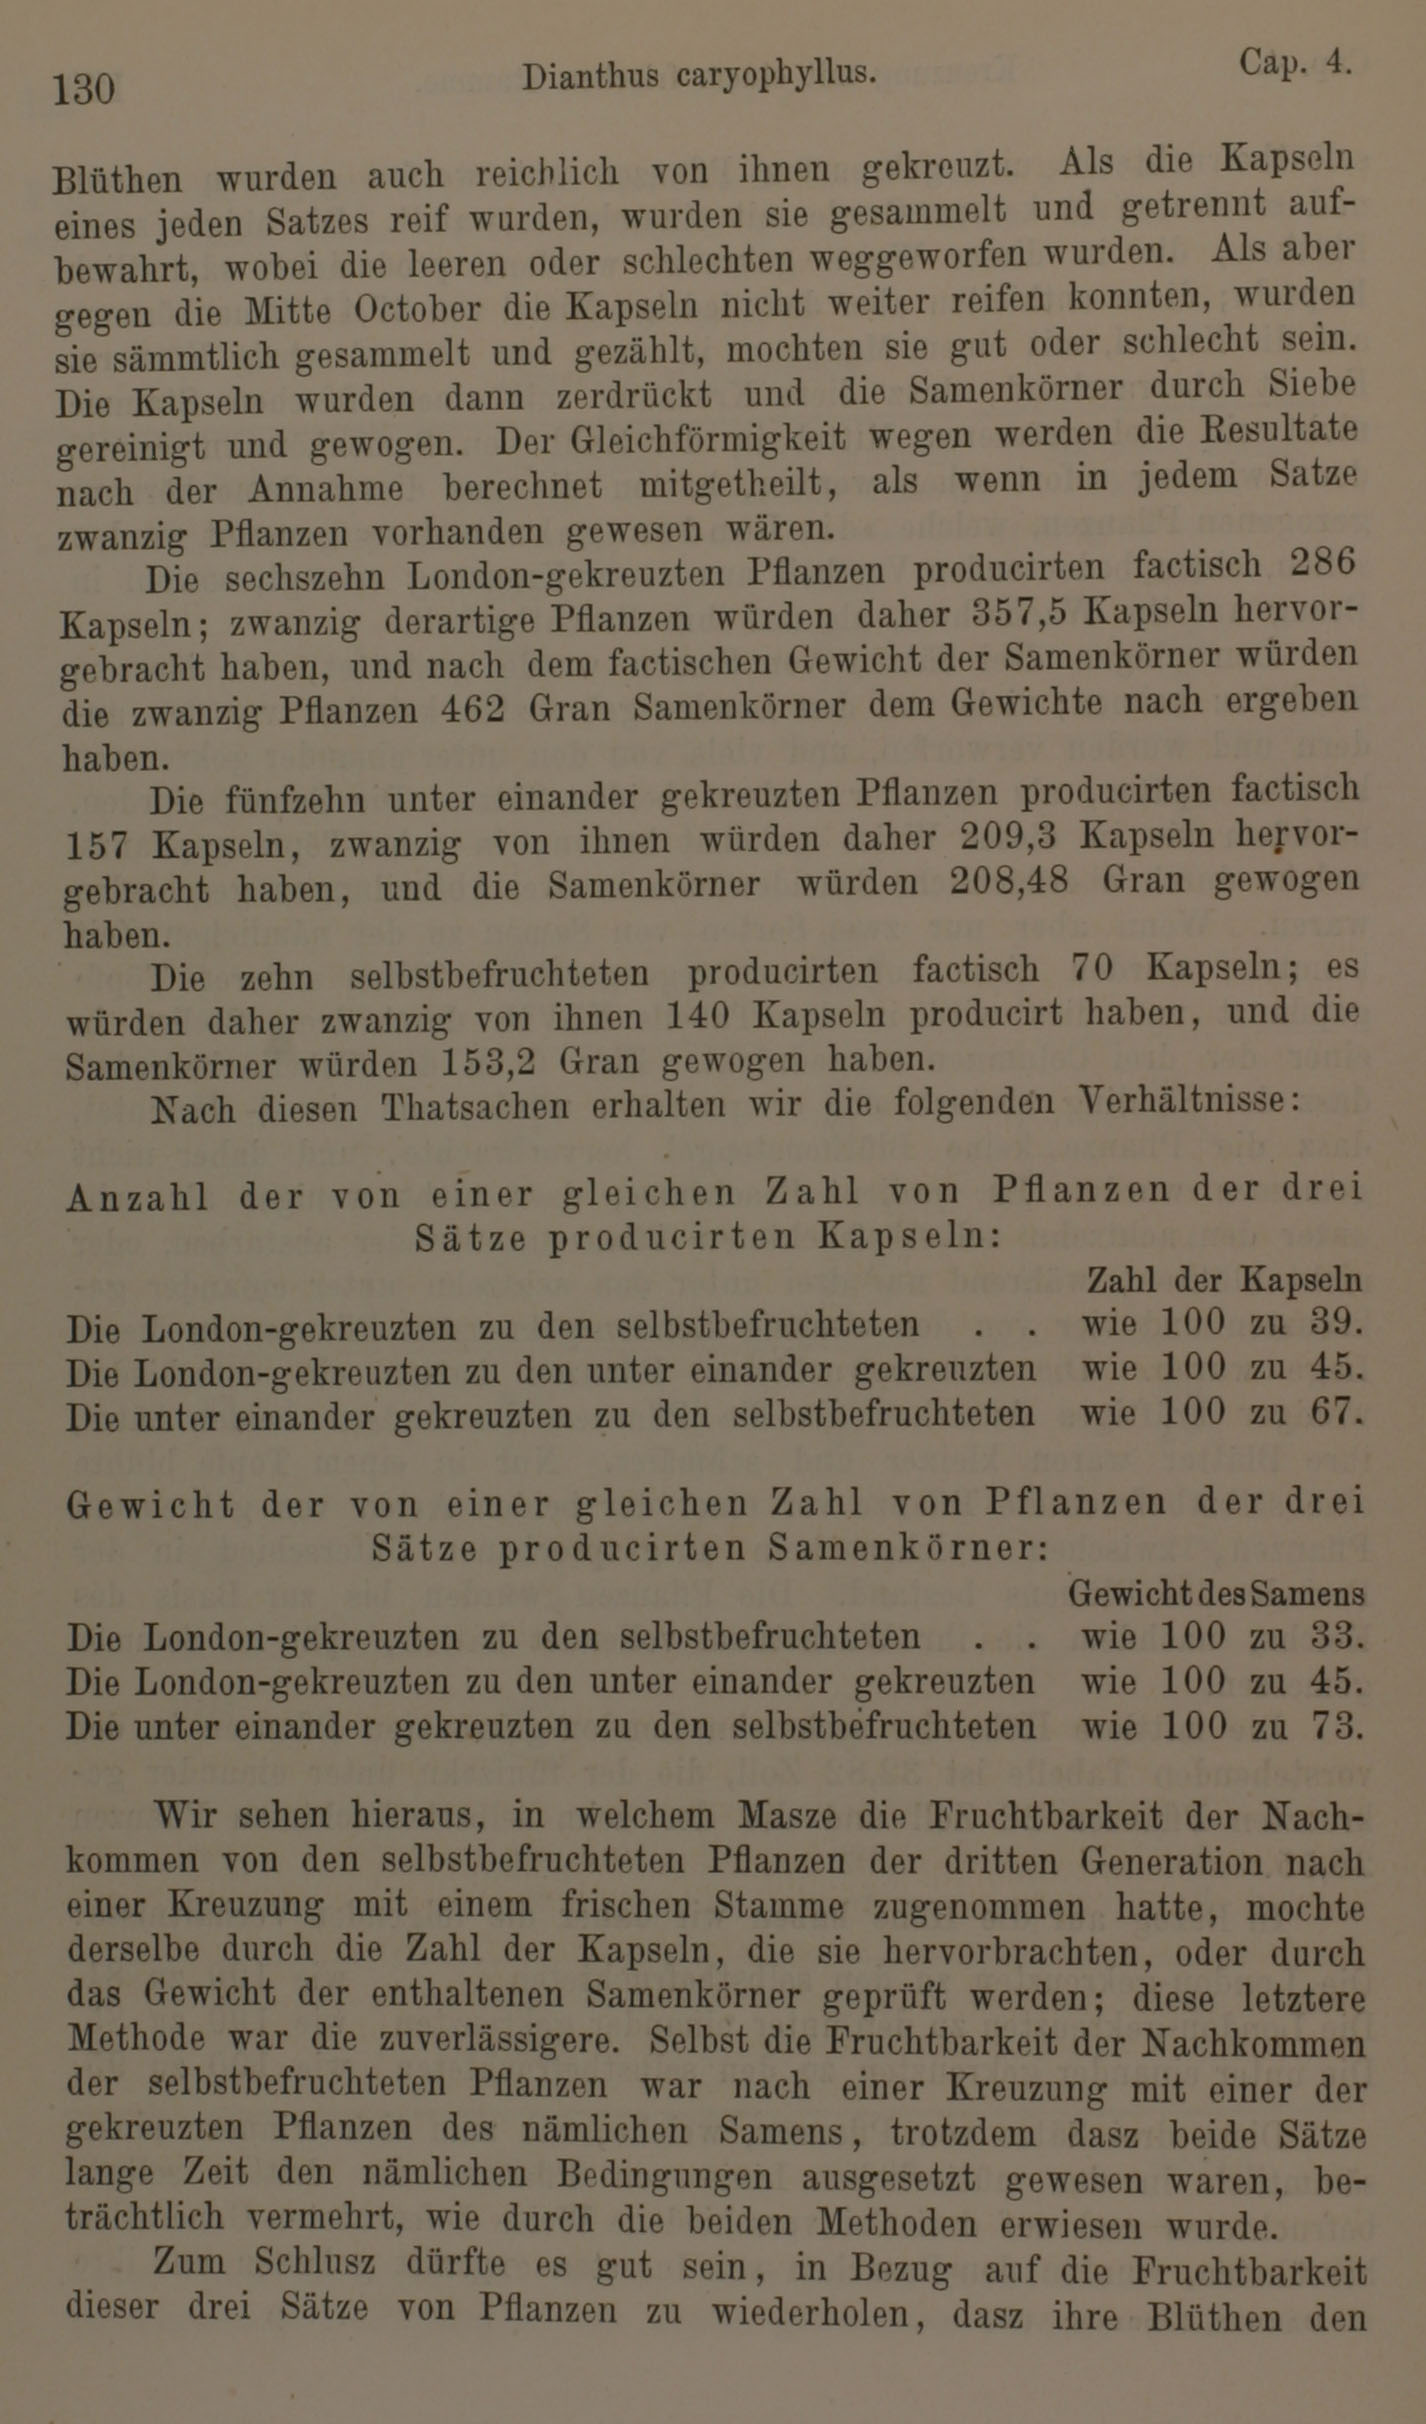 130
Dianthus caryophyllus.
Cap. 4.
Blüthen wurden auch reichlich von ihnen gekreuzt. Als die Kapseln
eines jeden Satzes reif wurden, wurden sie gesammelt und getrennt auf-
bewahrt, wobei die leeren oder schlechten weggeworfen wurden. Als aber
gegen die Mitte October die Kapseln nicht weiter reifen konnten, wurden
sie sämmtlich gesammelt und gezählt, mochten sie gut oder schlecht sein.
Die Kapseln wurden dann zerdrückt und die Samenkörner durch Siebe
gereinigt und gewogen. Der Gleichförmigkeit wegen werden die Resultate
nach der Annahme berechnet mitgetheilt, als wenn in jedem Satze
zwanzig Pflanzen vorhanden gewesen wären.
Die sechszehn London-gekreuzten Pflanzen producirten factisch 286
Kapseln; zwanzig derartige Pflanzen würden daher 357,5 Kapseln hervor-
gebracht haben, und nach dem factischen Gewicht der Samenkörner würden
die zwanzig Pflanzen 462 Gran Samenkörner dem Gewichte nach ergeben
haben.
Die fünfzehn unter einander gekreuzten Pflanzen producirten factisch
157 Kapseln, zwanzig von ihnen würden daher 209,3 Kapseln hervor-
gebracht haben, und die Samenkörner würden 208,48 Gran gewogen
haben.
Die zehn selbstbefruchteten producirten factisch 70 Kapseln; es
würden daher zwanzig von ihnen 140 Kapseln producirt haben, und die
Samenkörner würden 153,2 Gran gewogen haben.
Nach diesen Thatsachen erhalten wir die folgenden Verhältnisse:
Anzahl der von einer gleichen Zahl von Pflanzen der drei
Sätze producirten Kapseln:
Zahl der Kapseln
Die London-gekreuzten zu den selbstbefruchteten . . wie 100 zu 39.
Die London-gekreuzten zu den unter einander gekreuzten wie 100 zu 45.
Die unter einander gekreuzten zu den selbstbefruchteten wie 100 zu 67.
Gewicht der von einer gleichen Zahl von Pflanzen der drei
Sätze producirten Samenkörner:
Gewicht des Samens
Die London-gekreuzten zu den selbstbefruchteten . . wie 100 zu 33.
Die London-gekreuzten zu den unter einander gekreuzten wie 100 zu 45.
Die unter einander gekreuzten zu den selbstbefruchteten wie 100 zu 73.
Wir sehen hieraus, in welchem Masze die Fruchtbarkeit der Nach-
kommen von den selbstbefruchteten Pflanzen der dritten Generation nach
einer Kreuzung mit einem frischen Stamme zugenommen hatte, mochte
derselbe durch die Zahl der Kapseln, die sie hervorbrachten, oder durch
das Gewicht der enthaltenen Samenkörner geprüft werden; diese letztere
Methode war die zuverlässigere. Selbst die Fruchtbarkeit der Nachkommen
der selbstbefruchteten Pflanzen war nach einer Kreuzung mit einer der
gekreuzten Pflanzen des nämlichen Samens, trotzdem dasz beide Sätze
lange Zeit den nämlichen Bedingungen ausgesetzt gewesen waren, be-
trächtlich vermehrt, wie durch die beiden Methoden erwiesen wurde.
Zum Schlusz dürfte es gut sein, in Bezug auf die Fruchtbarkeit
dieser drei Sätze von Pflanzen zu wiederholen, dasz ihre Blüthen den